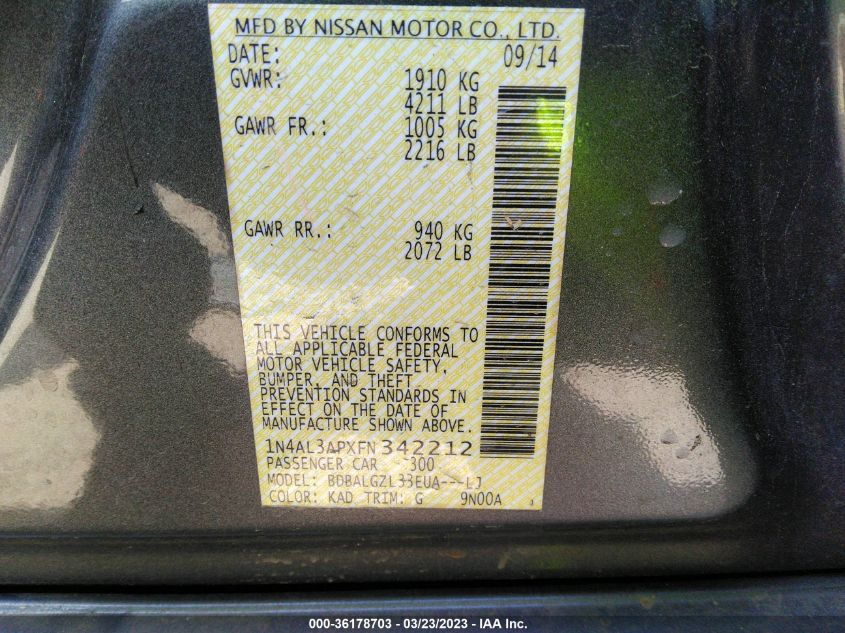 MFD BY NISSAN MOTOR CO., LTD.
DATE: 09/14
GVWR: 1910 KG
4211 LB
GAWR FR.: 1005 KG
2216 LB
GAWR RR.: 940 KG
2072 LB
THIS VEHICLE CONFORMS TO
ALL APPLICABLE FEDERAL
MOTOR VEHICLE SAFETY,
BUMPER, AND THEFT
PREVENTION STANDARDS IN
EFFECT ON THE DATE OF
MANUFACTURE SHOWN ABOVE.
1N4AL3APXFN342212
PASSENGER CAR -300
MODEL: BDBALGZL33EUA---LJ
COLOR: KAD TRIM: G 9N00A J
000-36178703 - 03/23/2023 - IAA Inc.